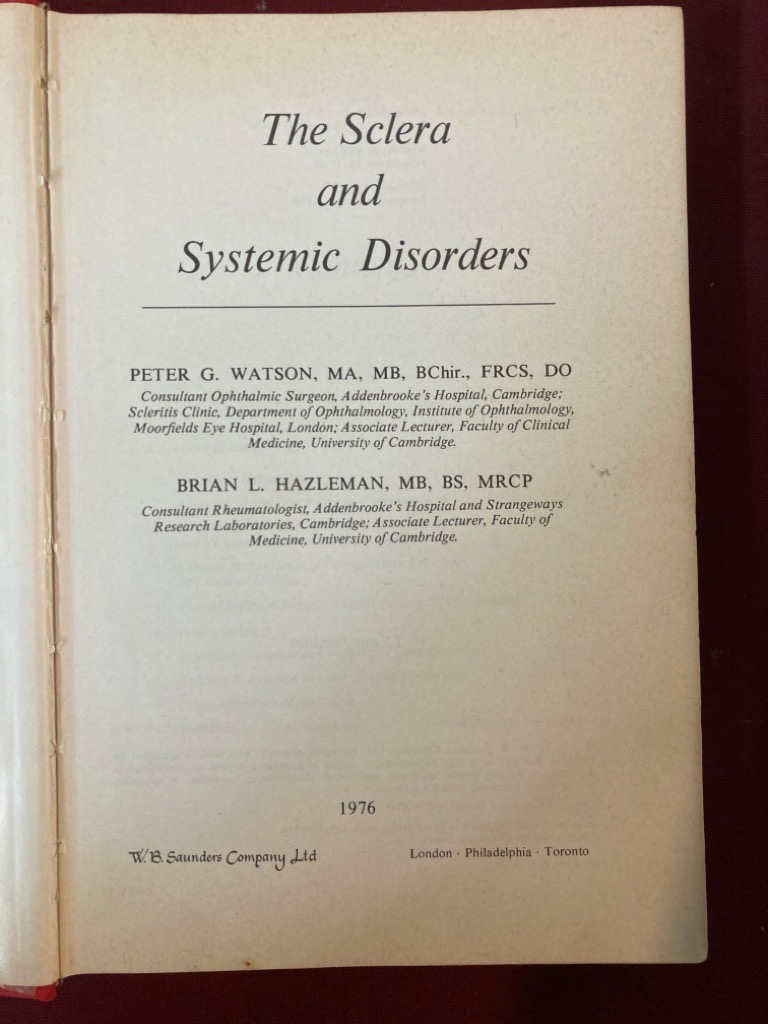 The Sclera
and
Systemic Disorders
PETER G. WATSON, MA, MB, BChir., FRCS, DO
Consultant Ophthalmic Surgeon, Addenbrooke's Hospital, Cambridge;
Scleritis Clinic, Department of Ophthalmology, Institute of Ophthalmology,
Moorfields Eye Hospital, London; Associate Lecturer, Faculty of Clinical
Medicine, University of Cambridge.
BRIAN L. HAZLEMAN, MB, BS, MRCP
Consultant Rheumatologist, Addenbrooke's Hospital and Strangeways
Research Laboratories, Cambridge; Associate Lecturer, Faculty of
Medicine, University of Cambridge.
1976
W. B. Saunders Company Ltd
London · Philadelphia · Toronto